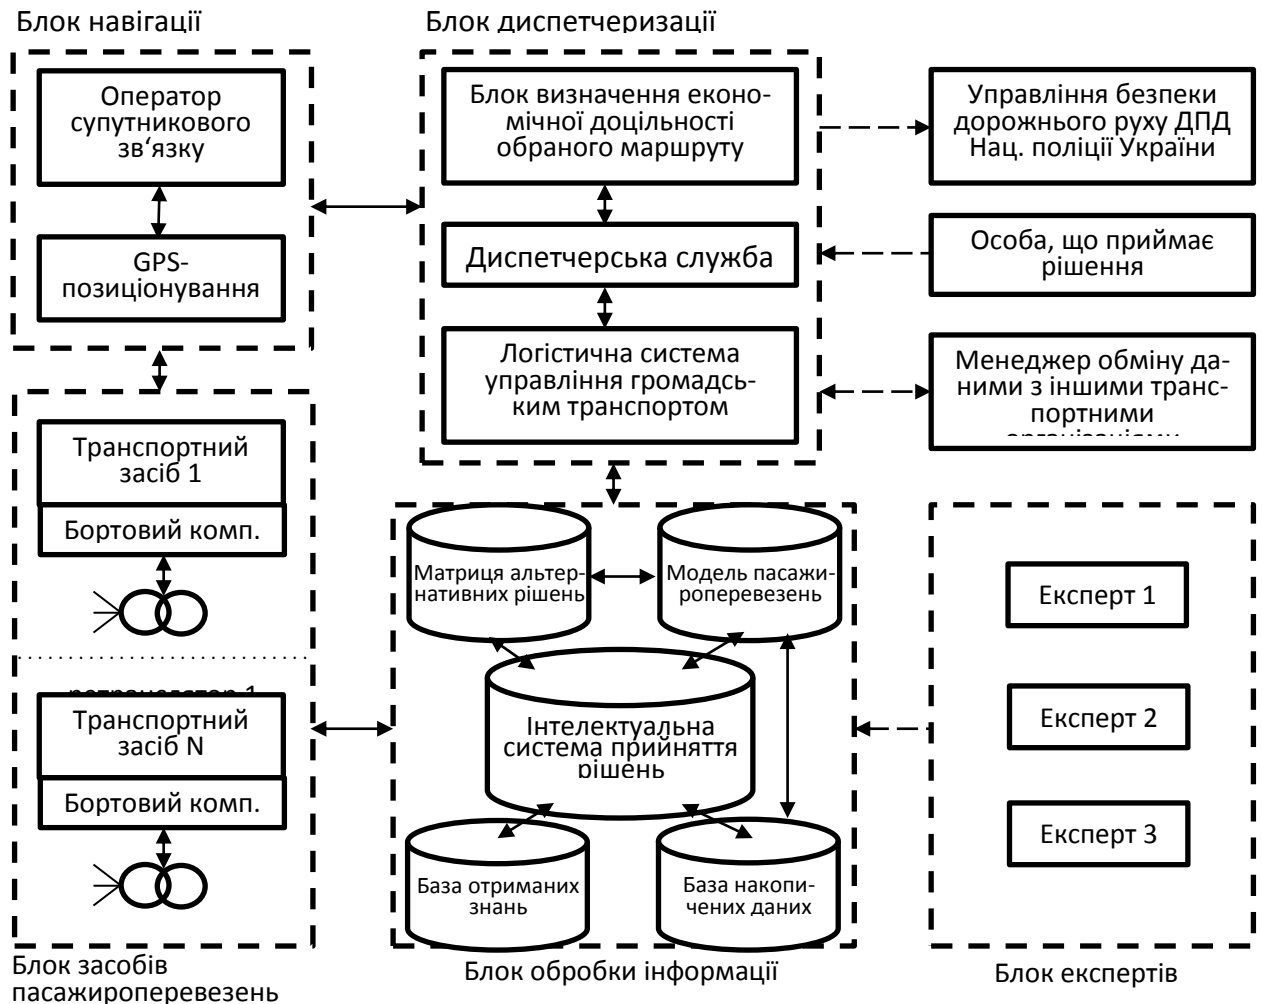 Блок навігації
Оператор
супутникового
зв‘язку
GPS-
позиціонування
Блок диспетчеризації
Блок визначення еконо-
мічної доцільності
обраного маршруту
Диспетчерська служба
Логістична система
управління громадсь-
ким транспортом
Управління безпеки
дорожнього руху ДПД
Нац. поліції України
Особа, що приймає
рішення
Менеджер обміну да-
ними з іншими транс-
портними
організаціями
Транспортний
засіб 1
Бортовий комп.
Транспортний
засіб N
Бортовий комп.
Блок засобів
пасажироперевезень
Матриця альтер-
нативних рішень
Модель пасажи-
роперевезень
Інтелектуальна
система прийняття
рішень
База отриманих
знань
База накопи-
чених даних
Блок обробки інформації
Експерт 1
Експерт 2
Експерт 3
Блок експертів